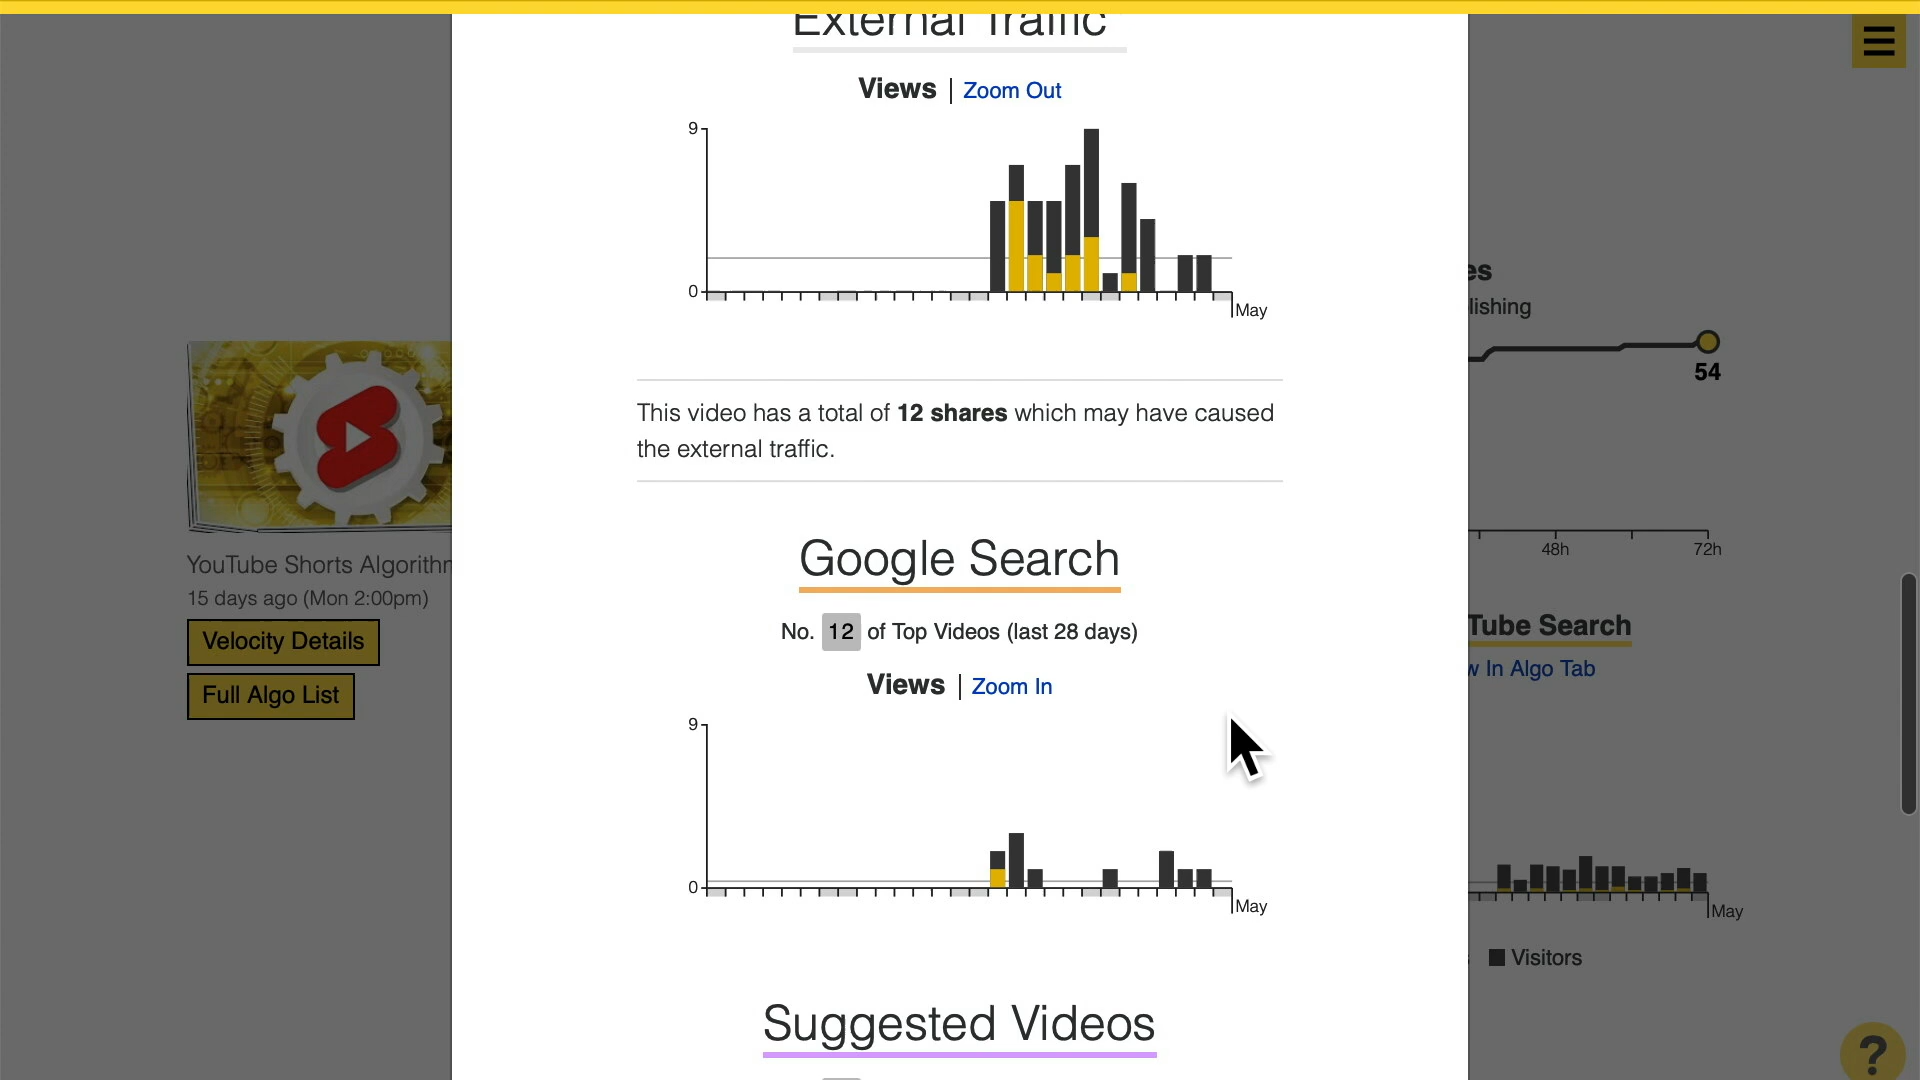 External Traffic
Views | Zoom Out
9
0
May
This video has a total of 12 shares which may have caused
the external traffic.
Google Search
No. 12 of Top Videos (last 28 days)
Views | Zoom In
9
0
May
Suggested Videos
YouTube Shorts Algorithm
15 days ago (Mon 2:00pm)
Velocity Details
Full Algo List
es
lishing
54
48h
72h
Tube Search
w In Algo Tab
May
Visitors
?